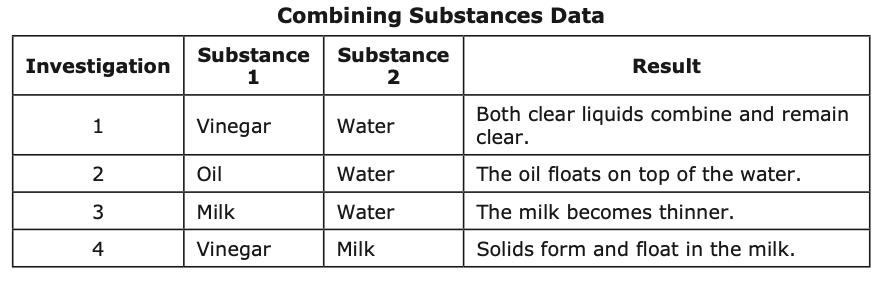 Combining Substances Data
Investigation
Substance
1
Substance
2
Result
1
Vinegar
Water
Both clear liquids combine and remain
clear.
2
Oil
Water
The oil floats on top of the water.
3
Milk
Water
The milk becomes thinner.
4
Vinegar
Milk
Solids form and float in the milk.